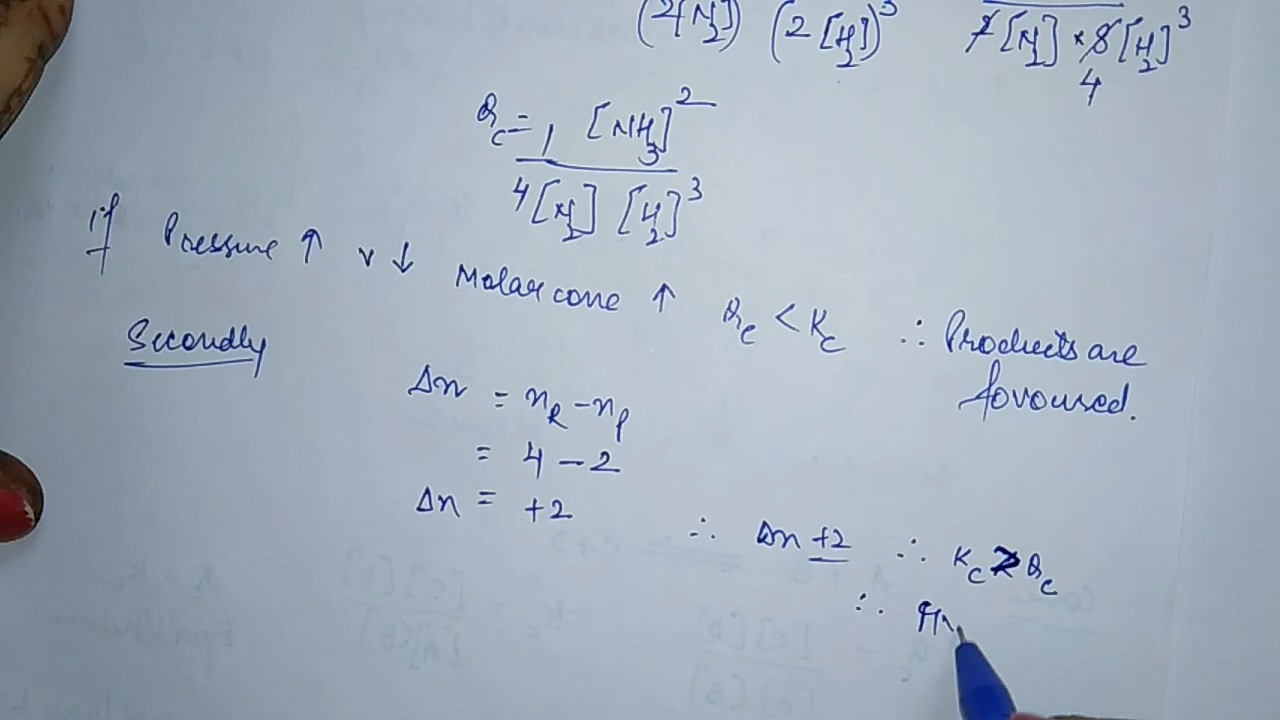 (2[N2]) (2[H2])³ 2[N2] × 8[H2]³
4
Qc = 1 [NH3]²
4[N2] [H2]³
if Pressure ↑ v ↓ Molar conc ↑ Qc < Kc ∴ Products are
favoured.
Secondly
Δn = nR - np
= 4 - 2
Δn = +2
∴ Δn +2 ∴ Kc > Qc
∴